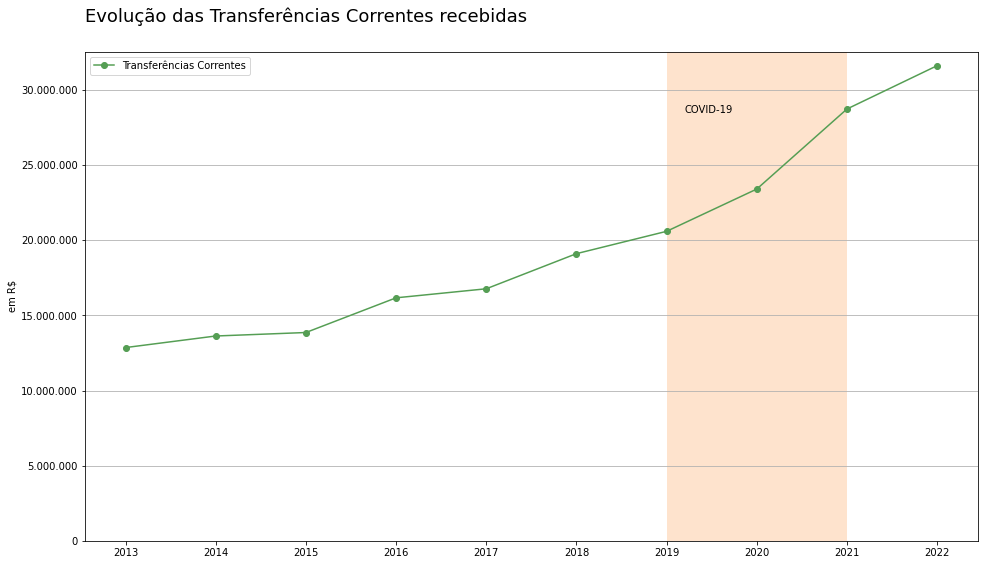 Evolução das Transferências Correntes recebidas
Transferências Correntes
30.000.000
COVID-19
25.000.000
20.000.000
em R$
15.000.000
10.000.000
5.000.000
0
2013 2014 2015 2016 2017 2018 2019 2020 2021 2022